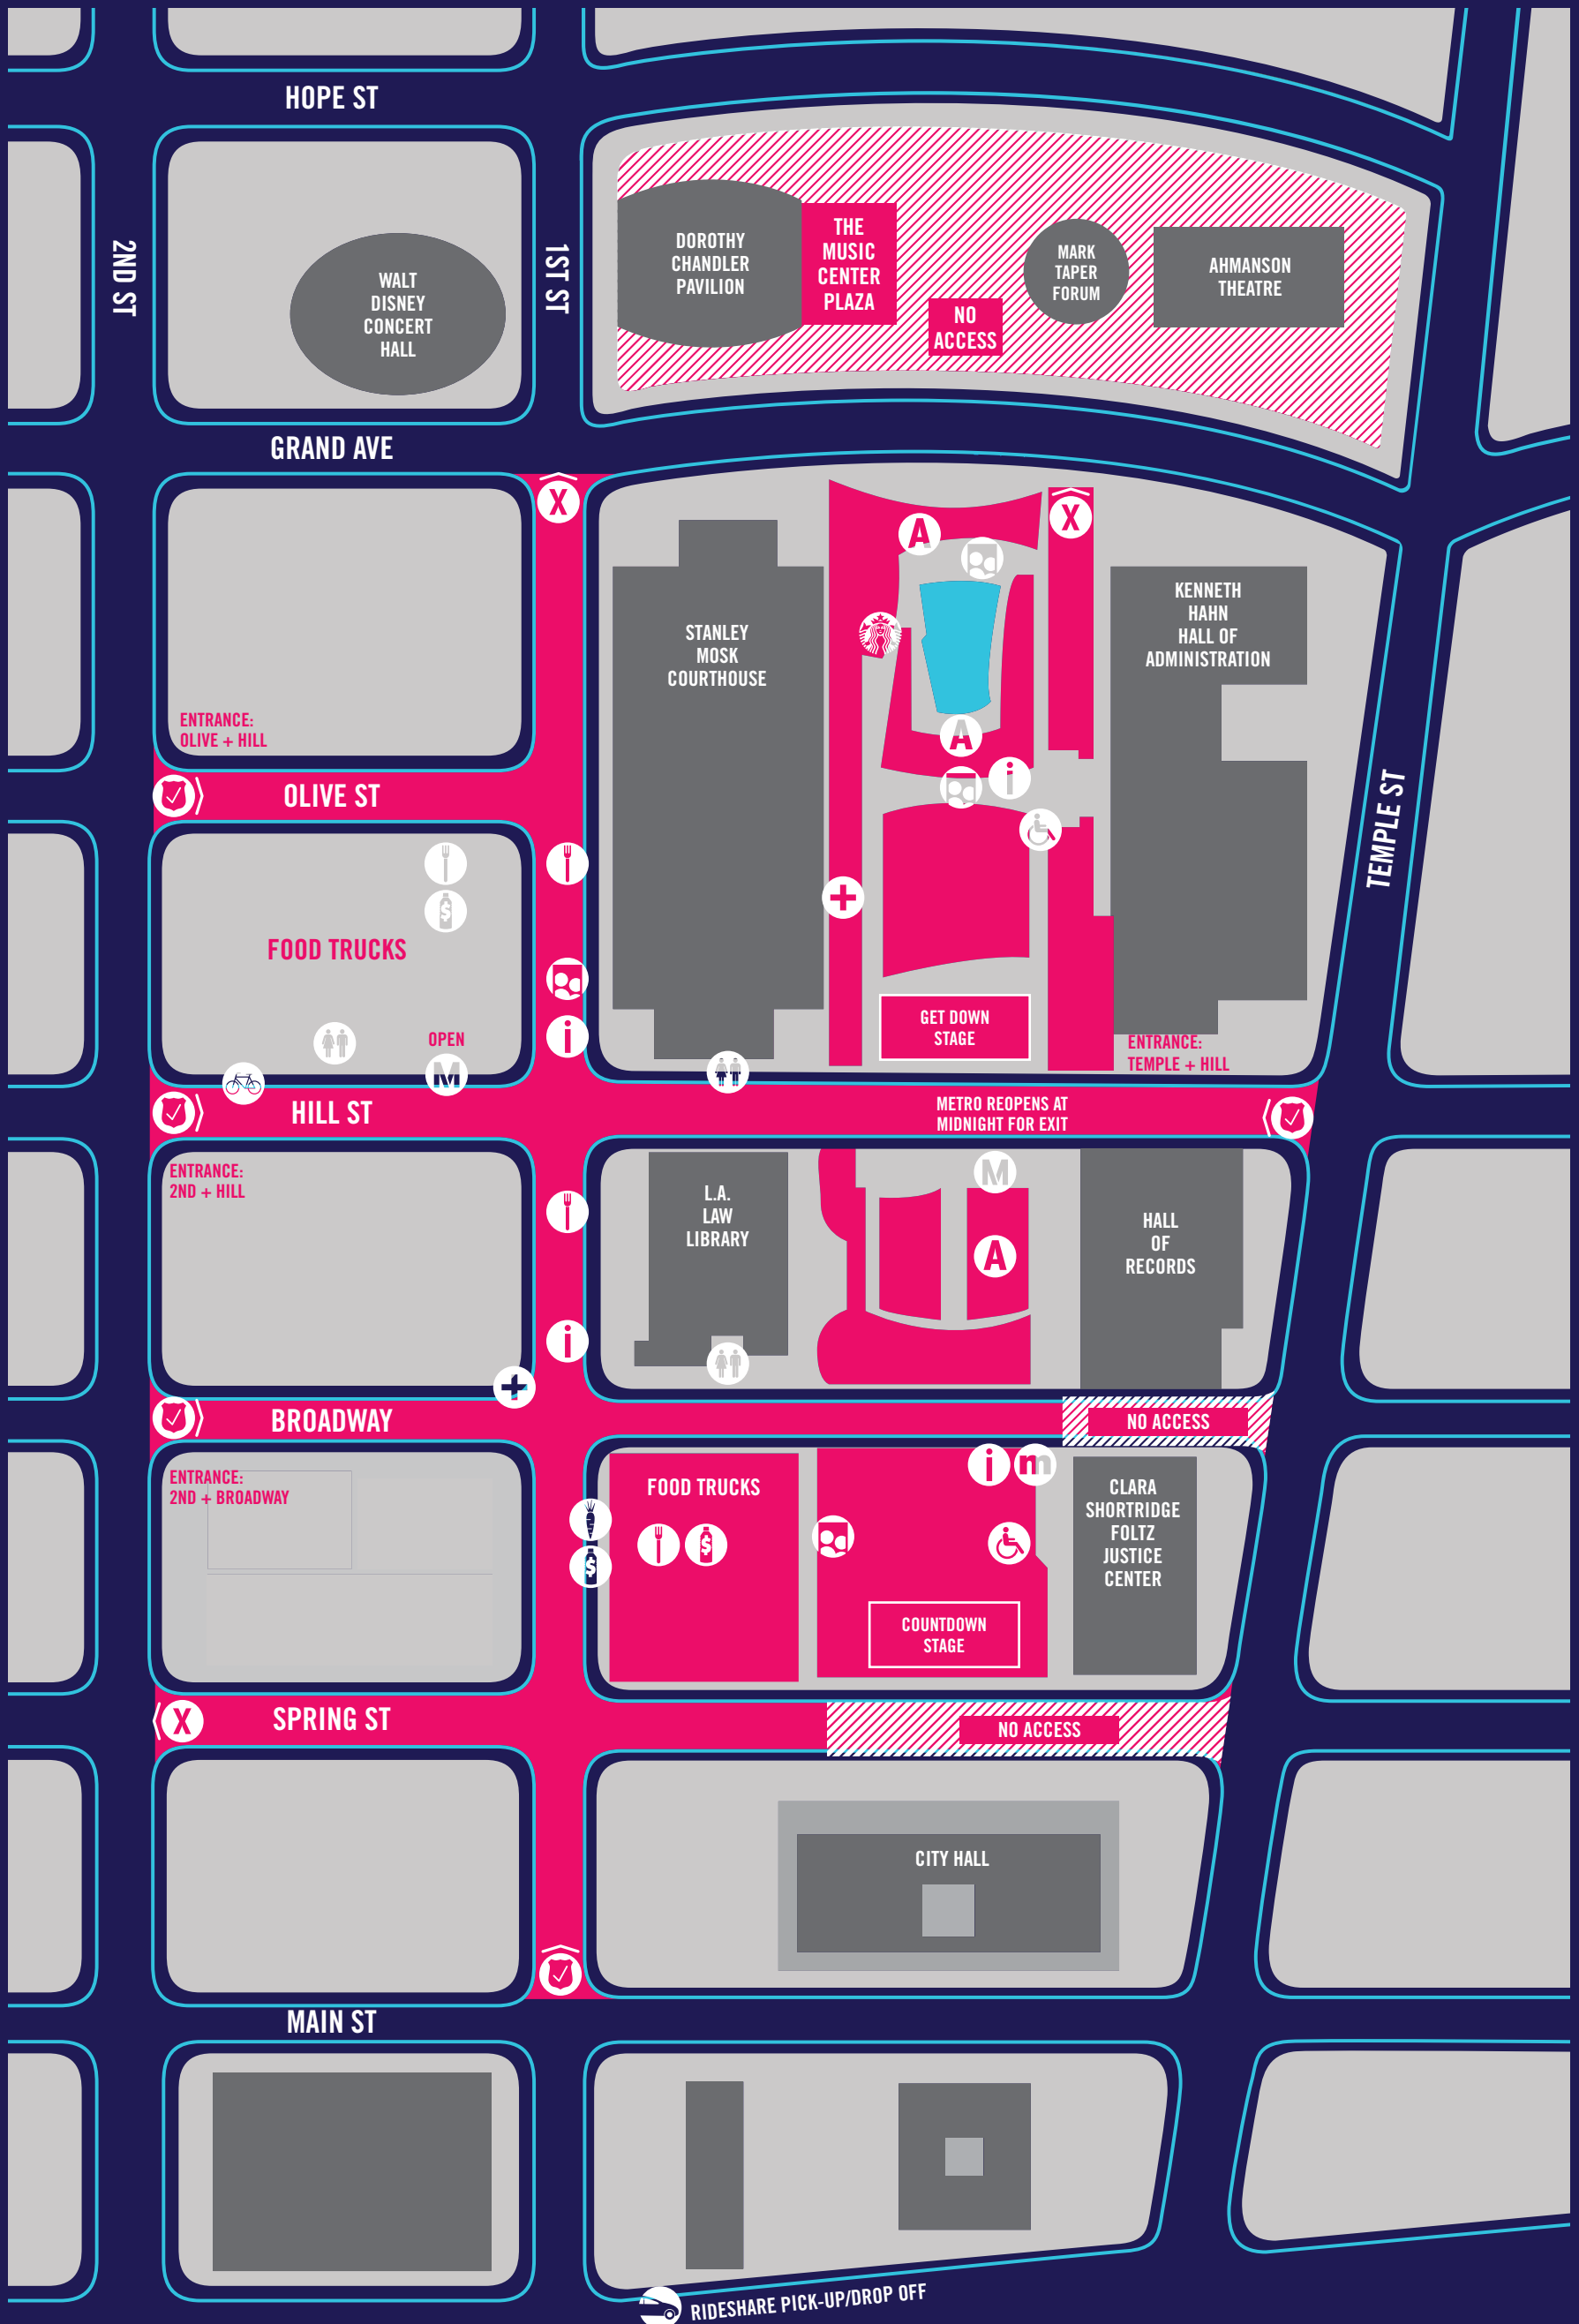 HOPE ST
2ND ST
1ST ST
WALT
DISNEY
CONCERT
HALL
DOROTHY
CHANDLER
PAVILION
THE
MUSIC
CENTER
PLAZA
NO
ACCESS
MARK
TAPER
FORUM
AHMANSON
THEATRE
GRAND AVE
X
X
A
STANLEY
MOSK
COURTHOUSE
KENNETH
HAHN
HALL OF
ADMINISTRATION
ENTRANCE:
OLIVE + HILL
A
i
OLIVE ST
TEMPLE ST
$
FOOD TRUCKS
GET DOWN
STAGE
i
OPEN
M
ENTRANCE:
TEMPLE + HILL
HILL ST
METRO REOPENS AT
MIDNIGHT FOR EXIT
ENTRANCE:
2ND + HILL
L.A.
LAW
LIBRARY
M
A
HALL
OF
RECORDS
i
BROADWAY
NO ACCESS
ENTRANCE:
2ND + BROADWAY
FOOD TRUCKS
$
$
i
m
CLARA
SHORTRIDGE
FOLTZ
JUSTICE
CENTER
COUNTDOWN
STAGE
X
SPRING ST
NO ACCESS
CITY HALL
MAIN ST
RIDESHARE PICK-UP/DROP OFF